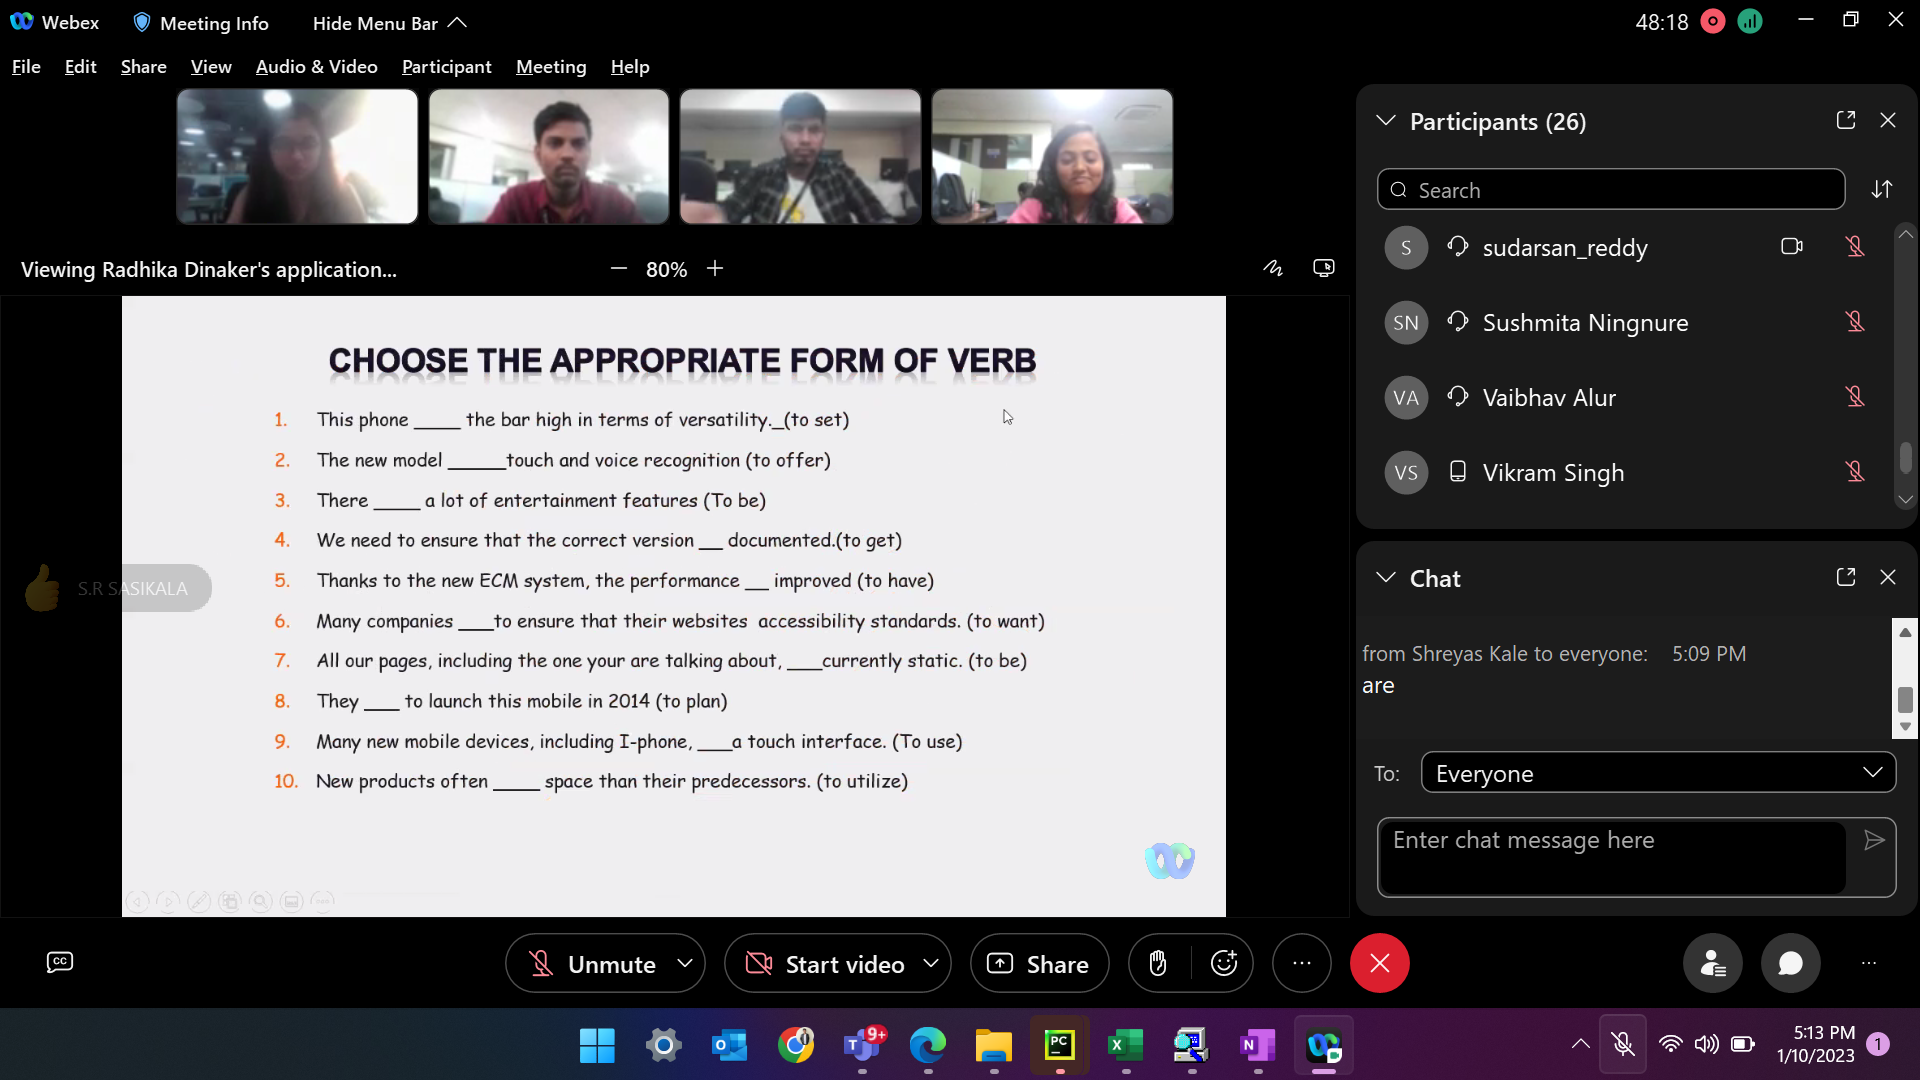 Webex Meeting Info Hide Menu Bar 48:18
File Edit Share View Audio & Video Participant Meeting Help
Viewing Radhika Dinaker's application... 80%
CHOOSE THE APPROPRIATE FORM OF VERB
1. This phone ____ the bar high in terms of versatility._(to set)
2. The new model _____touch and voice recognition (to offer)
3. There ____ a lot of entertainment features (To be)
4. We need to ensure that the correct version __ documented.(to get)
5. Thanks to the new ECM system, the performance __ improved (to have)
6. Many companies ___to ensure that their websites accessibility standards. (to want)
7. All our pages, including the one your are talking about, ___currently static. (to be)
8. They ___ to launch this mobile in 2014 (to plan)
9. Many new mobile devices, including I-phone, ___a touch interface. (To use)
10. New products often ____ space than their predecessors. (to utilize)
S.R SASIKALA
Participants (26)
Search
S sudarsan_reddy
SN Sushmita Ningnure
VA Vaibhav Alur
VS Vikram Singh
Chat
from Shreyas Kale to everyone: 5:09 PM
are
To: Everyone
Enter chat message here
CC Unmute Start video Share
9+
5:13 PM
1/10/2023 1